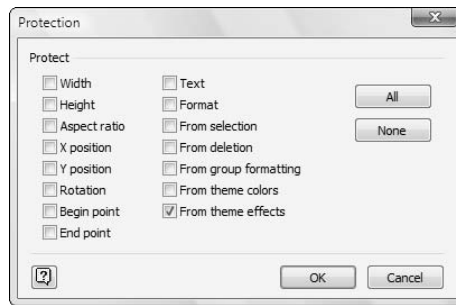 Protection
Protect
Width
Height
Aspect ratio
X position
Y position
Rotation
Begin point
End point
Text
Format
From selection
From deletion
From group formatting
From theme colors
From theme effects
All
None
?
OK
Cancel